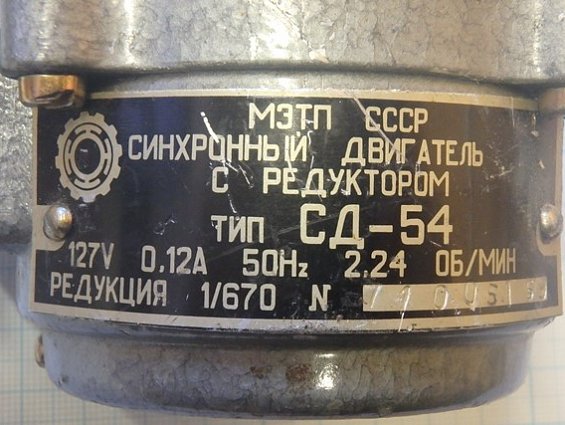 МЭТП СССР
СИНХРОННЫЙ ДВИГАТЕЛЬ
С РЕДУКТОРОМ
ТИП СД-54
127V 0,12A 50Hz 2,24 ОБ/МИН
РЕДУКЦИЯ 1/670 N